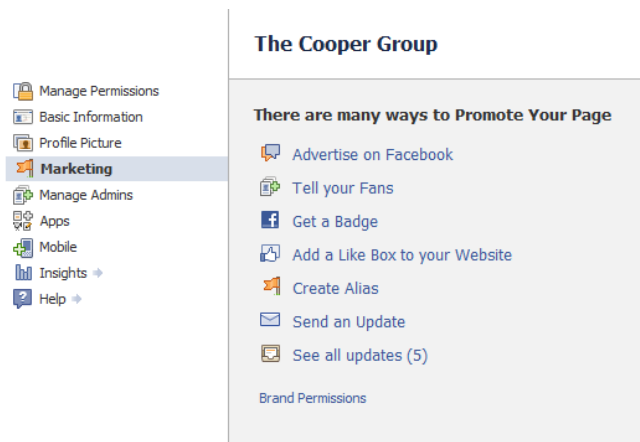 The Cooper Group
Manage Permissions
Basic Information
Profile Picture
Marketing
Manage Admins
Apps
Mobile
Insights
Help
There are many ways to Promote Your Page
Advertise on Facebook
Tell your Fans
Get a Badge
Add a Like Box to your Website
Create Alias
Send an Update
See all updates (5)
Brand Permissions